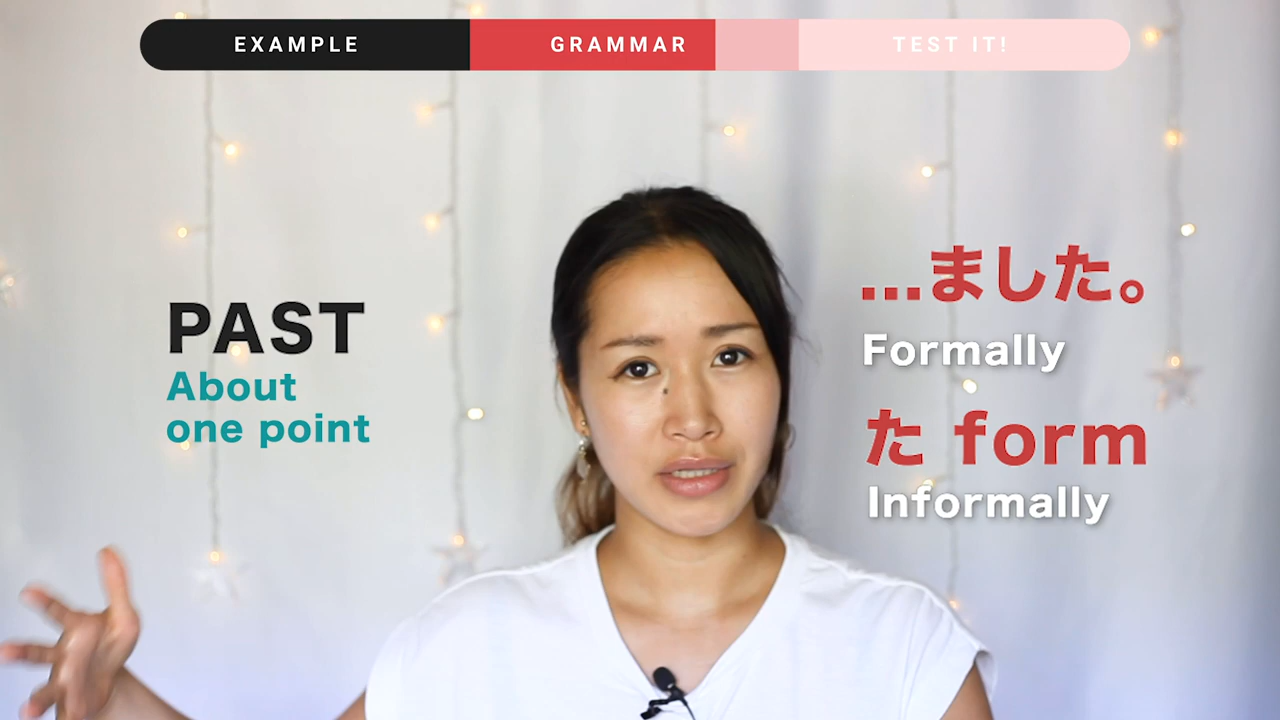 EXAMPLE GRAMMAR TEST IT!
PAST
About
one point
...ました。
Formally
た form
Informally